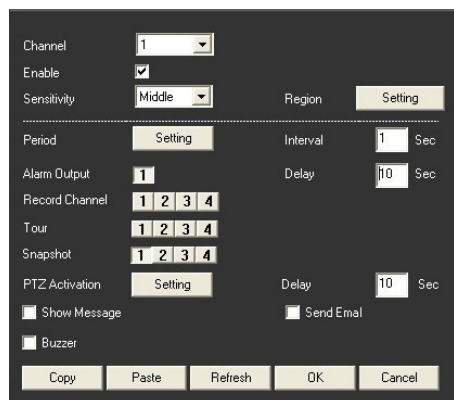 Channel 1
Enable
Sensitivity Middle Region Setting
Period Setting Interval 1 Sec
Alarm Output 1 Delay 10 Sec
Record Channel 1 2 3 4
Tour 1 2 3 4
Snapshot 1 2 3 4
PTZ Activation Setting Delay 10 Sec
Show Message Send Emal
Buzzer
Copy Paste Refresh OK Cancel